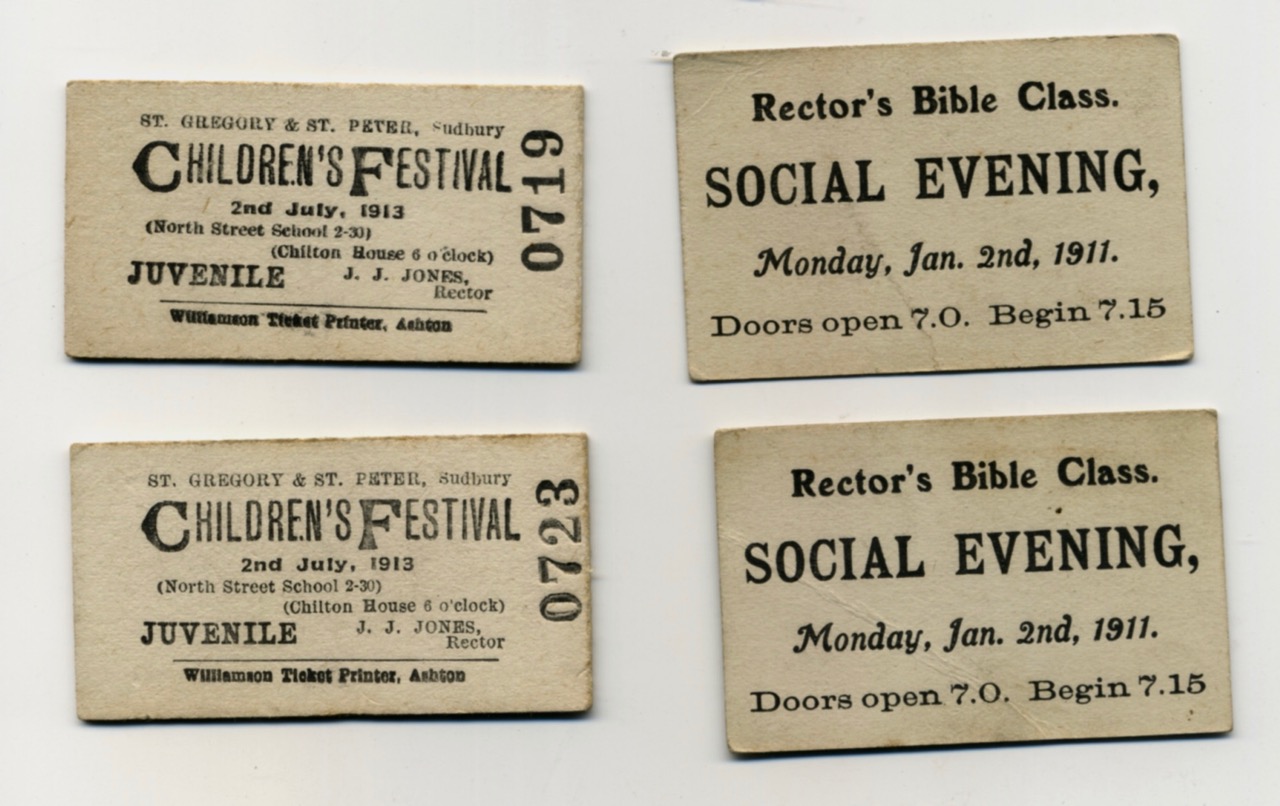 ST. GREGORY & ST. PETER, Sudbury
CHILDREN'S FESTIVAL
2nd July, 1913
(North Street School 2-30)
(Chilton House 6 o'clock)
JUVENILE J. J. JONES,
Rector
Williamson Ticket Printer, Ashton
0719
Rector's Bible Class.
SOCIAL EVENING,
Monday, Jan. 2nd, 1911.
Doors open 7.0. Begin 7.15
ST. GREGORY & ST. PETER, Sudbury
CHILDREN'S FESTIVAL
2nd July, 1913
(North Street School 2-30)
(Chilton House 6 o'clock)
JUVENILE J. J. JONES,
Rector
Williamson Ticket Printer, Ashton
0723
Rector's Bible Class.
SOCIAL EVENING,
Monday, Jan. 2nd, 1911.
Doors open 7.0. Begin 7.15